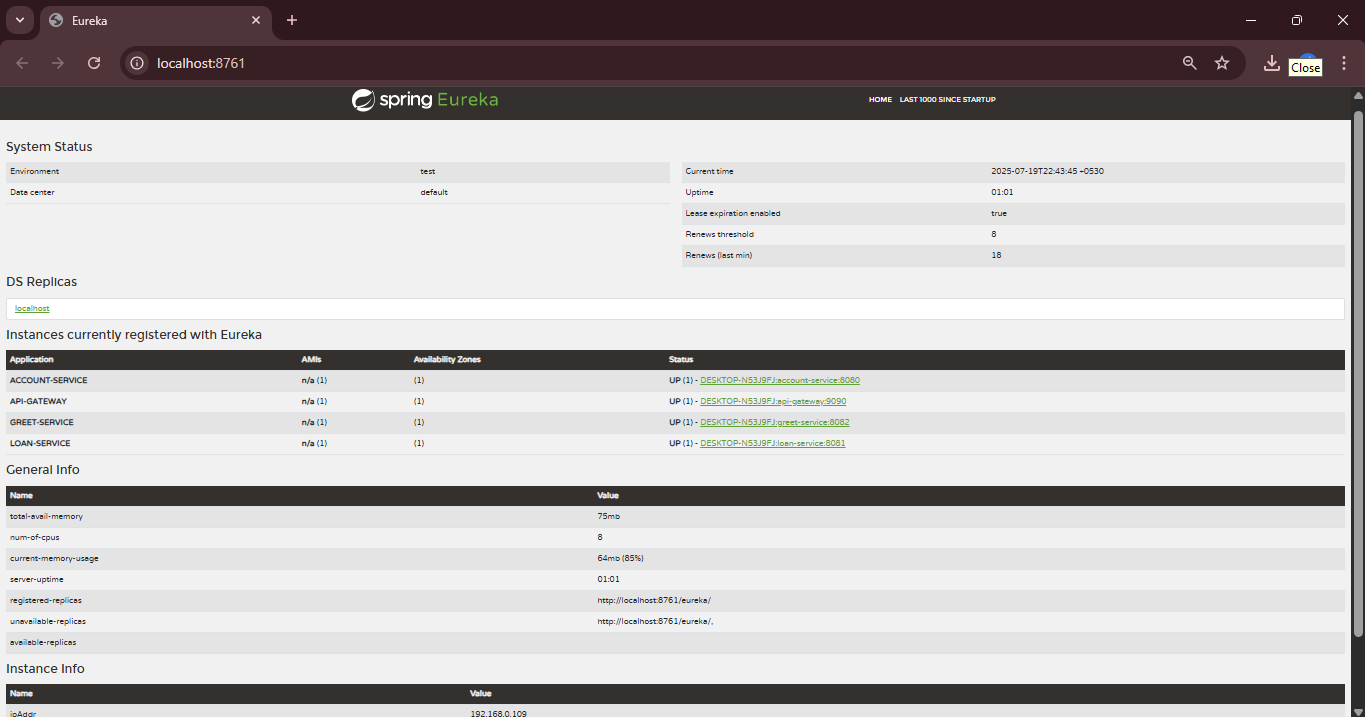 Eureka
localhost:8761
Close
spring Eureka
HOME LAST 1000 SINCE STARTUP
System Status
Environment test
Data center default
Current time 2025-07-19T22:43:45 +0530
Uptime 01:01
Lease expiration enabled true
Renews threshold 8
Renews (last min) 18
DS Replicas
localhost
Instances currently registered with Eureka
Application AMIs Availability Zones Status
ACCOUNT-SERVICE n/a (1) (1) UP (1) - DESKTOP-N53J9FJ:account-service:8080
API-GATEWAY n/a (1) (1) UP (1) - DESKTOP-N53J9FJ:api-gateway:9090
GREET-SERVICE n/a (1) (1) UP (1) - DESKTOP-N53J9FJ:greet-service:8082
LOAN-SERVICE n/a (1) (1) UP (1) - DESKTOP-N53J9FJ:loan-service:8081
General Info
Name Value
total-avail-memory 75mb
num-of-cpus 8
current-memory-usage 64mb (85%)
server-uptime 01:01
registered-replicas http://localhost:8761/eureka/
unavailable-replicas http://localhost:8761/eureka/,
available-replicas
Instance Info
Name Value
ipAddr 192.168.0.109